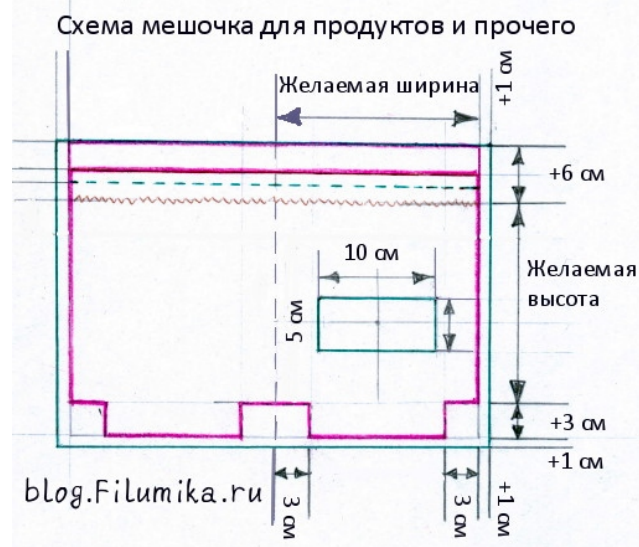 Схема мешочка для продуктов и прочего
Желаемая ширина
+1 см
+6 см
10 см
5 см
Желаемая
высота
+3 см
+1 см
blog.Filumika.ru
3 см
3 см
+1 см